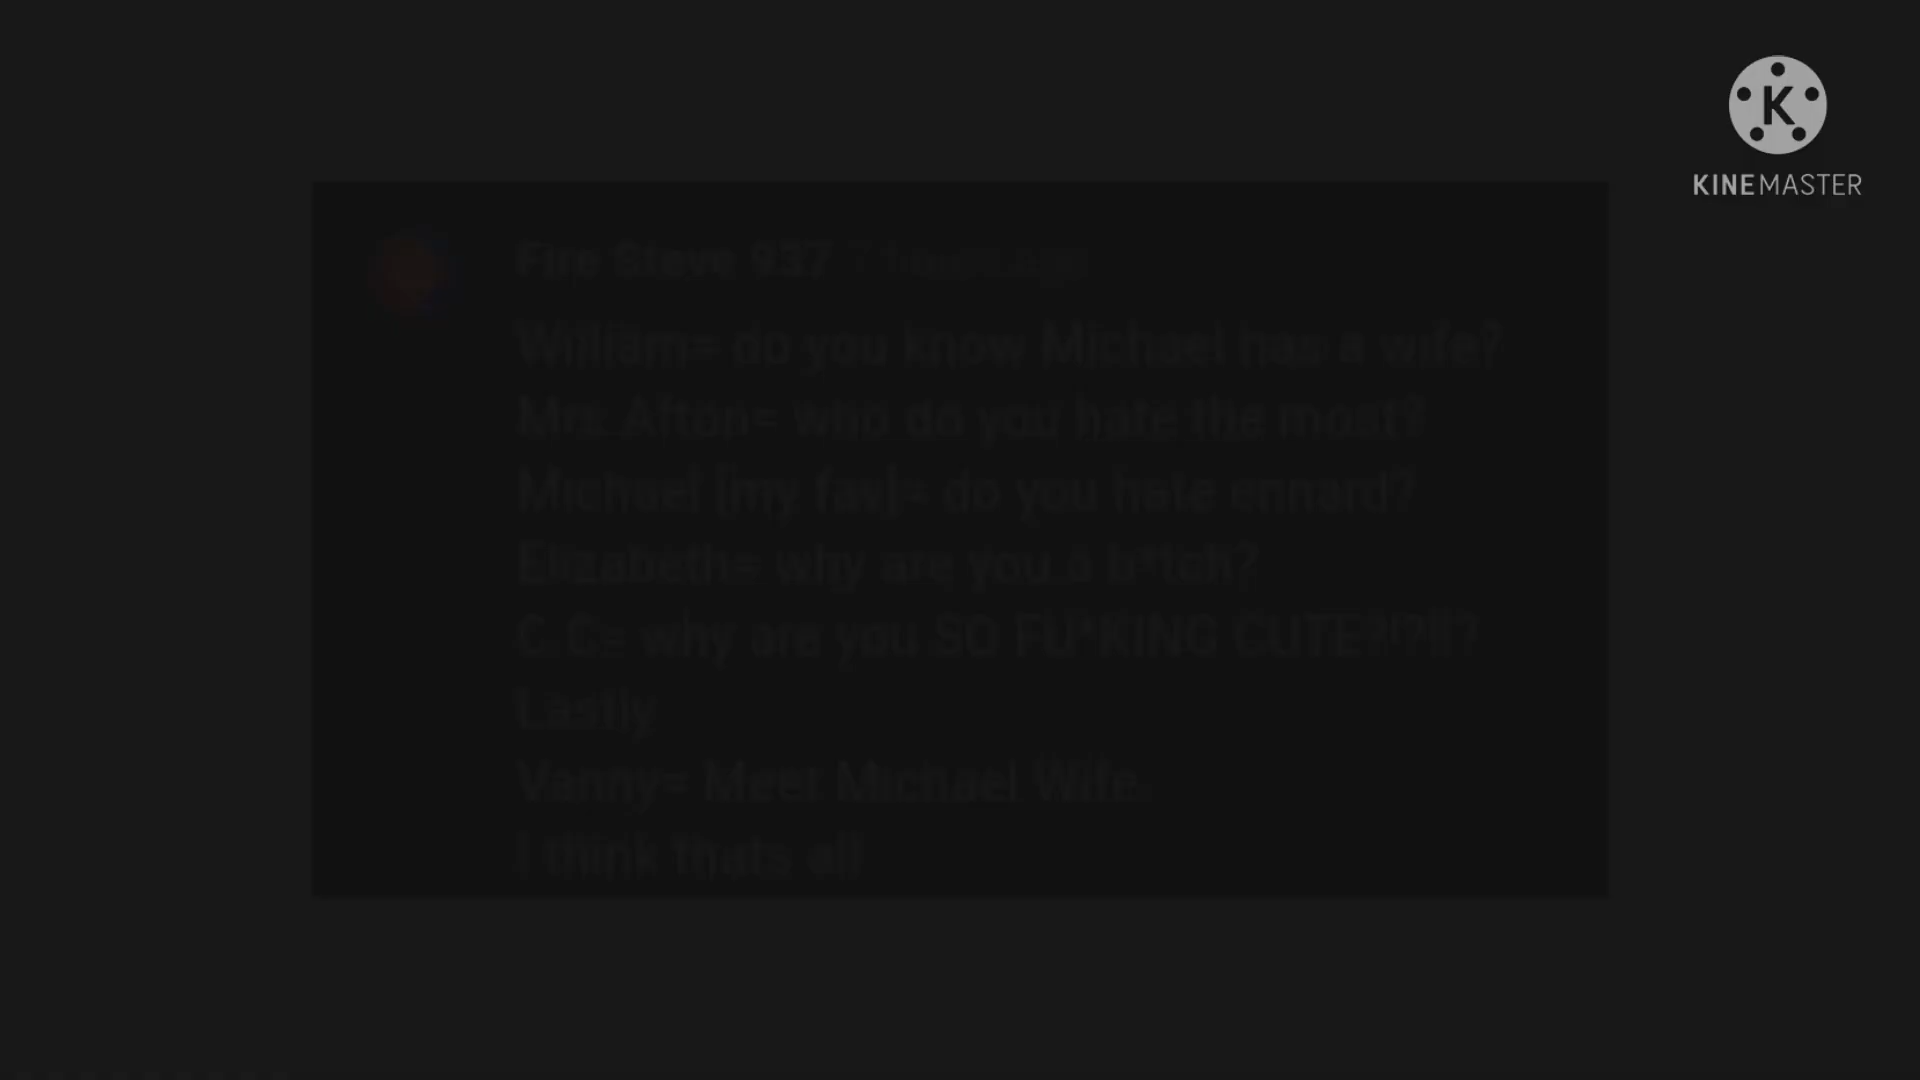 KINEMASTER
Fire Steve 937
William= do you know Michael has a wife?
Mrs. Afton= who do you hate the most?
Michael [my fav]= do you hate ennard?
Elizabeth= why are you a b*tch?
C.C= why are you SO FU*KING CUTE?!?!!?
Lastly
Vanny= Meet Michael Wife.
I think thats all